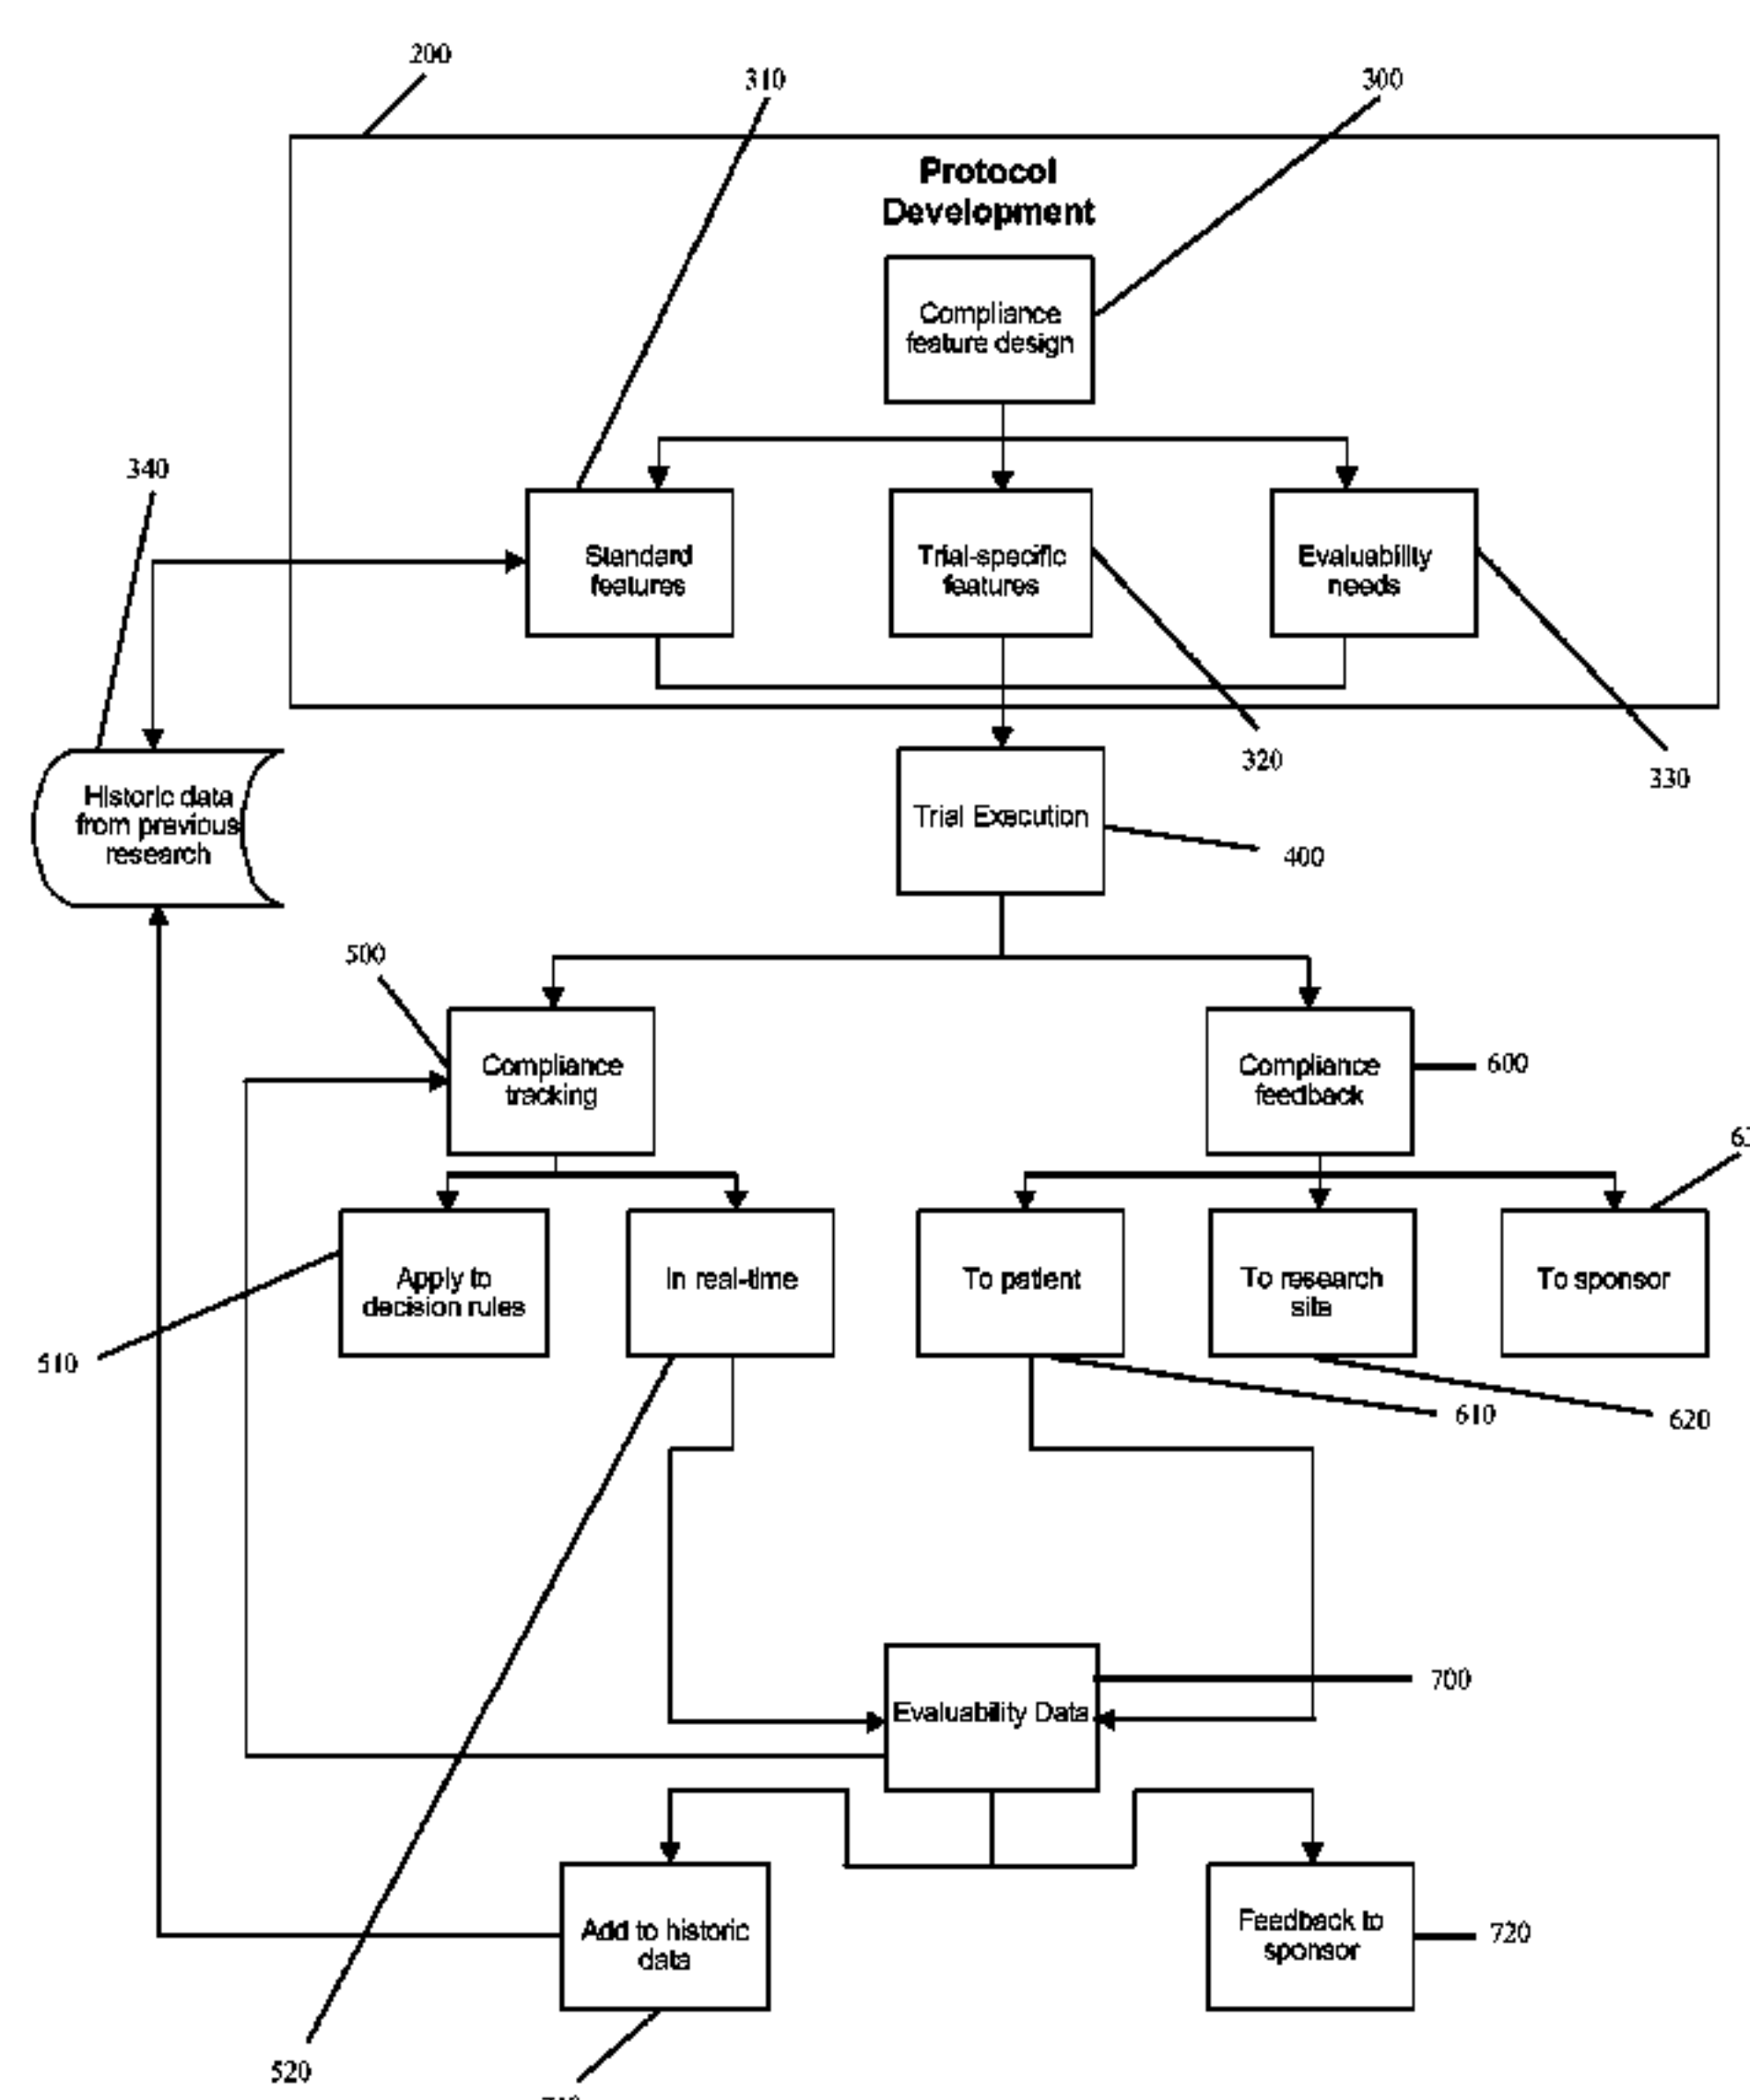 200
310
300
Protocol
Development
Compliance
feature design
340
Standard
features
Trial-specific
features
Evaluability
needs
320
330
Historic data
from previous
research
Trial Execution
400
500
Compliance
tracking
Compliance
feedback
600
Apply to
decision rules
In real-time
To patient
To research
site
To sponsor
510
610
620
Evaluability Data
700
Add to historic
data
Feedback to
sponsor
720
520